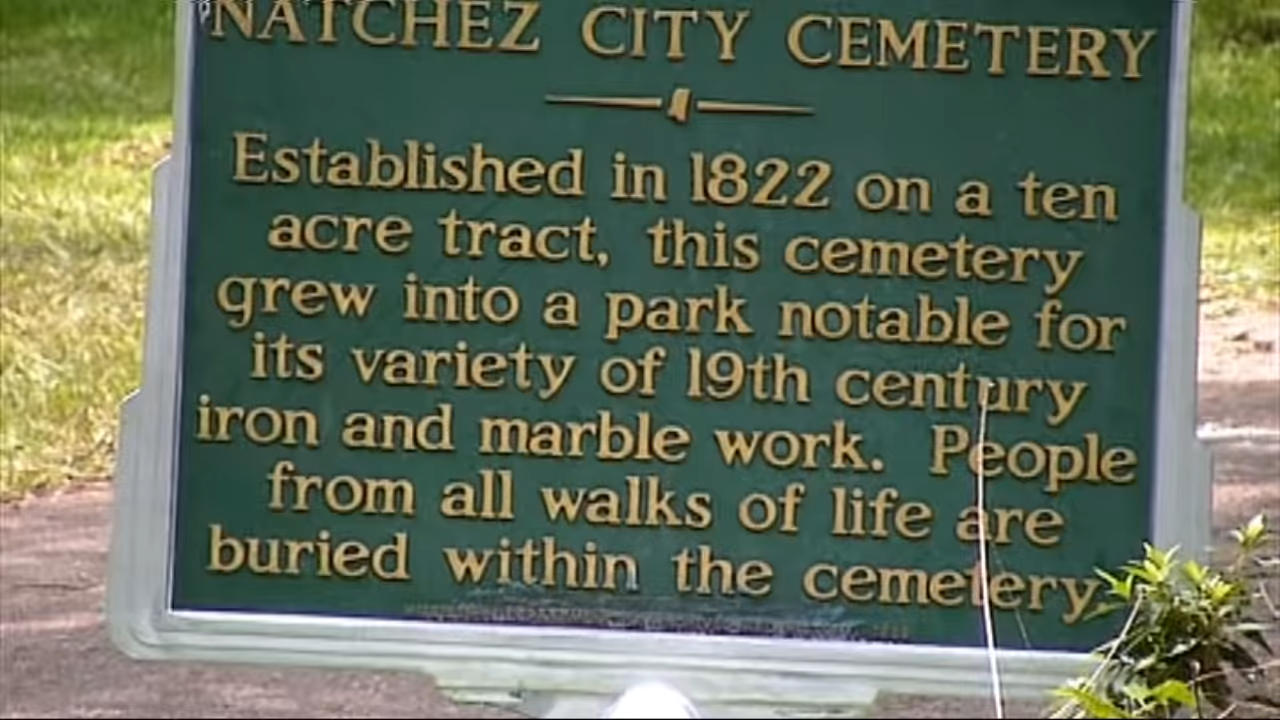 NATCHEZ CITY CEMETERY
Established in 1822 on a ten
acre tract, this cemetery
grew into a park notable for
its variety of 19th century
iron and marble work. People
from all walks of life are
buried within the cemetery.